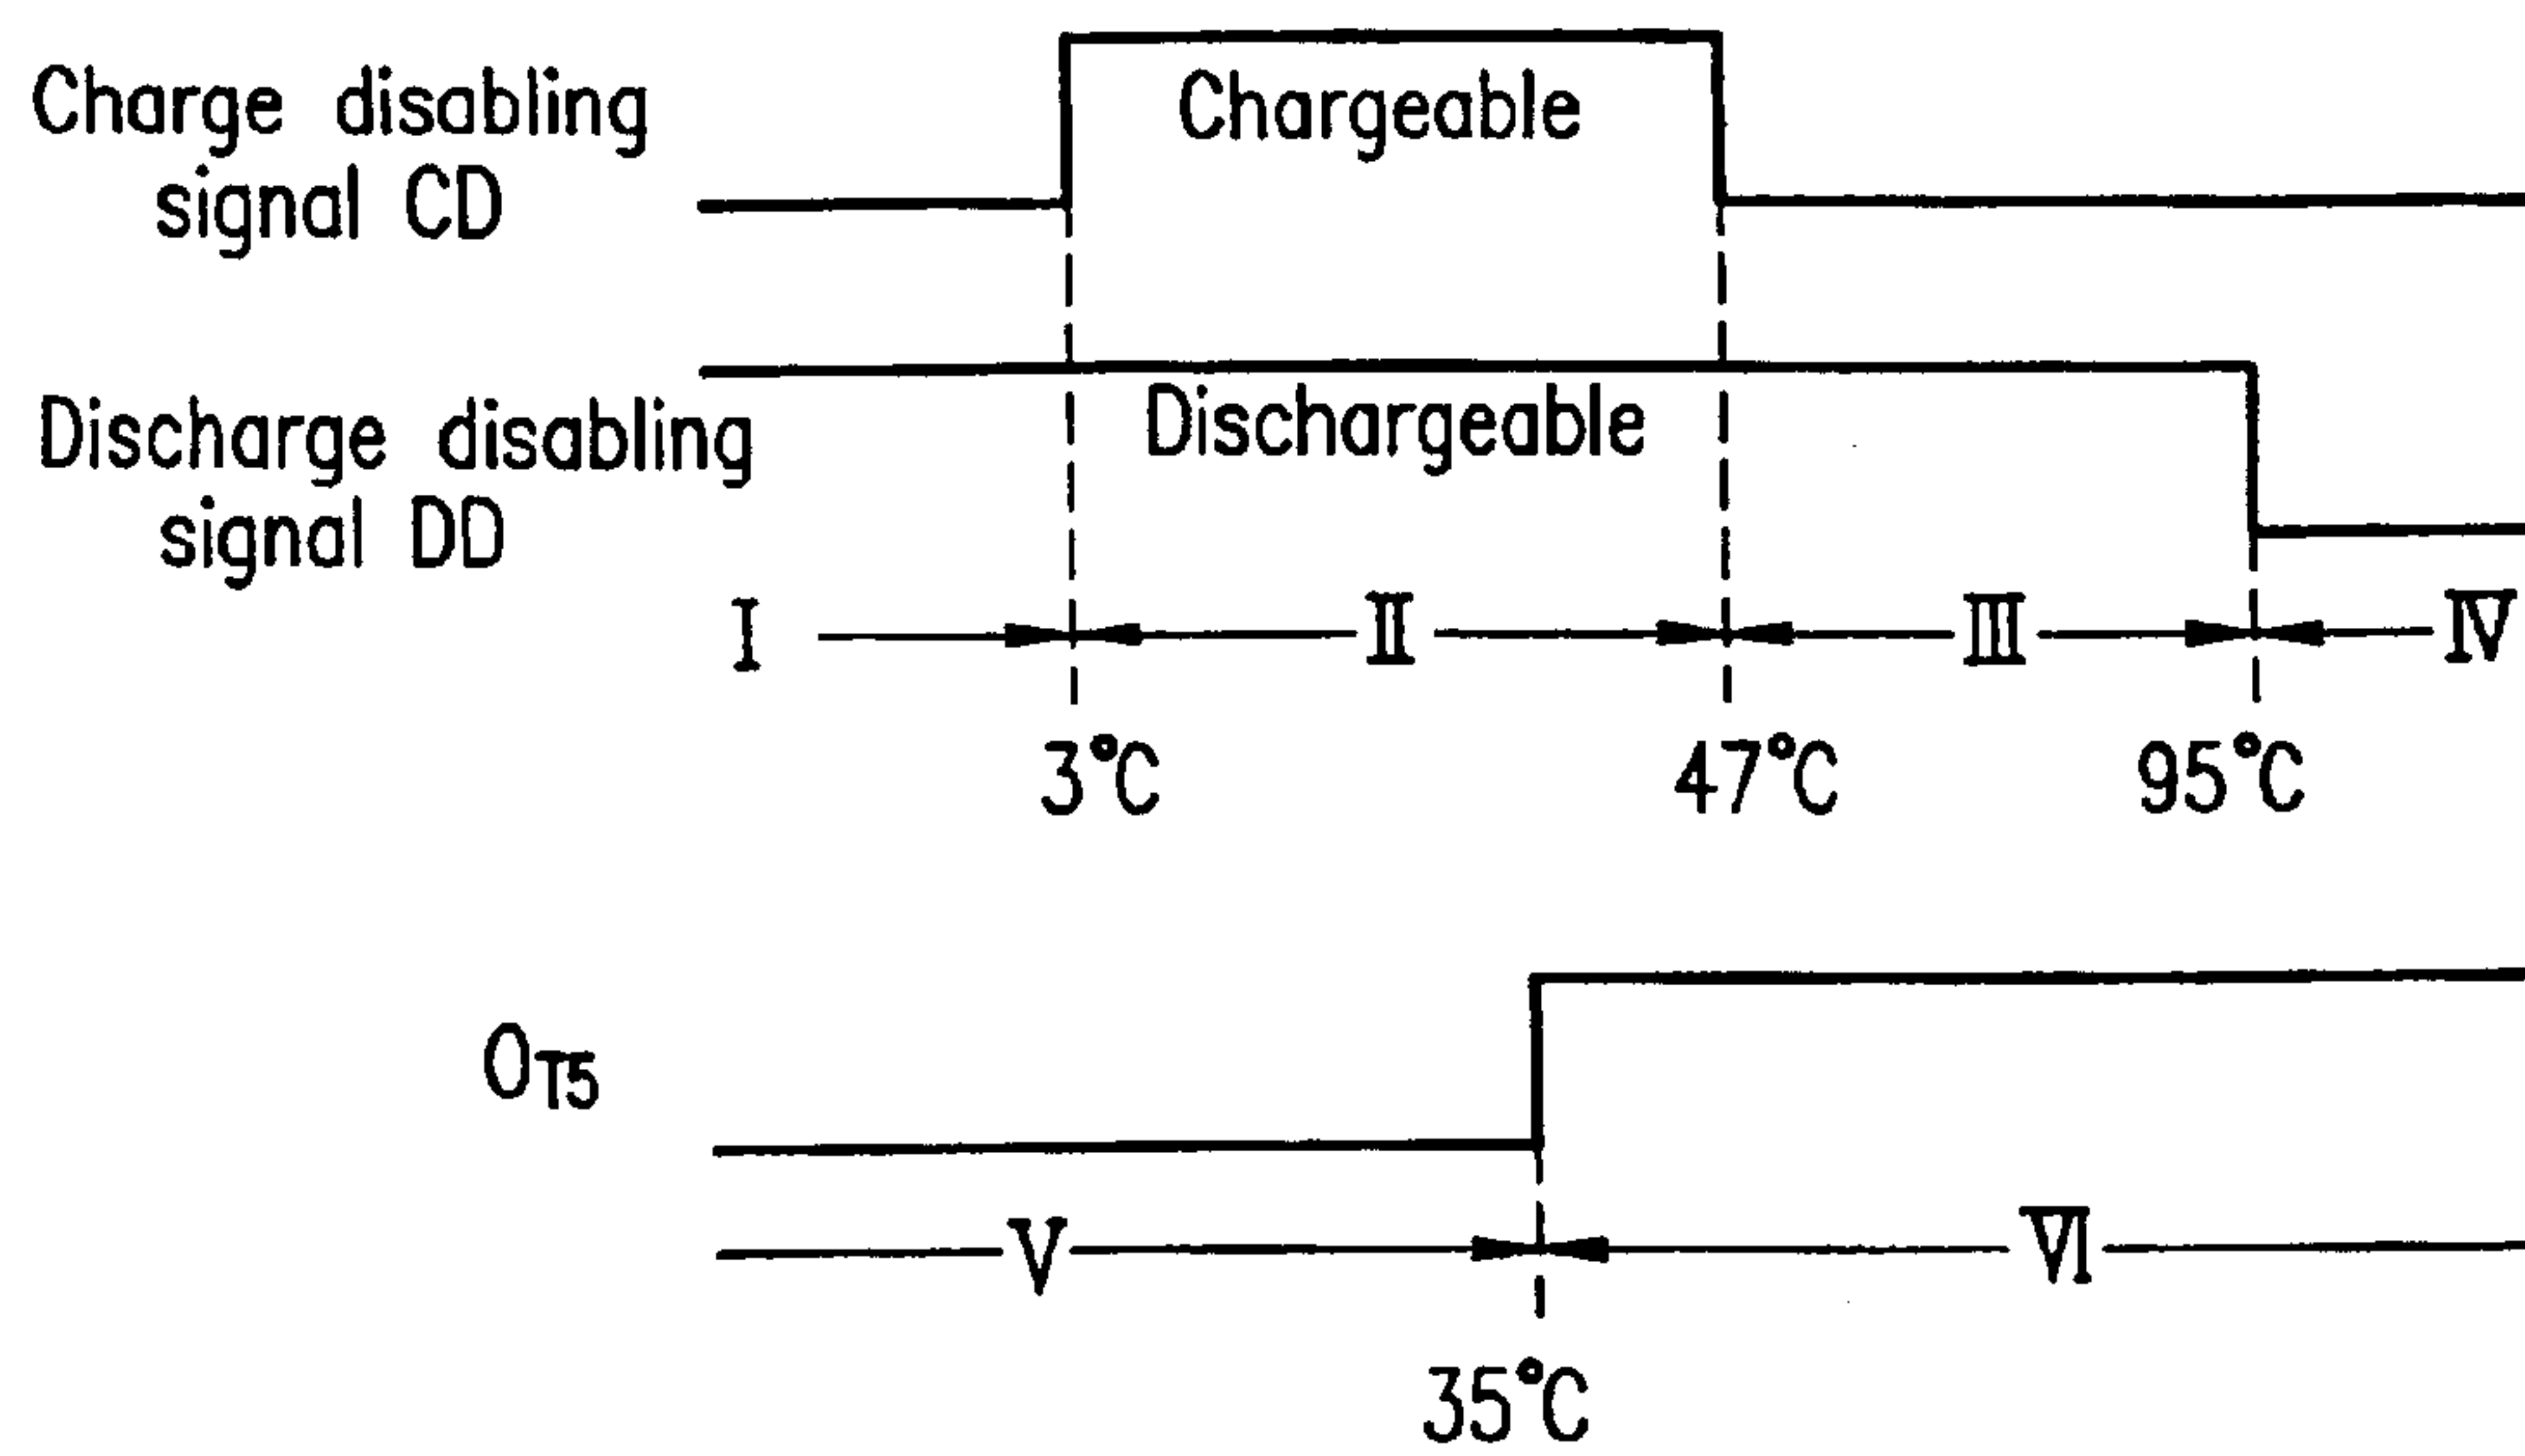 Charge disabling
signal CD
Chargeable
Discharge disabling
signal DD
Dischargeable
I II III IV
3°C 47°C 95°C
OT5
V VI
35°C